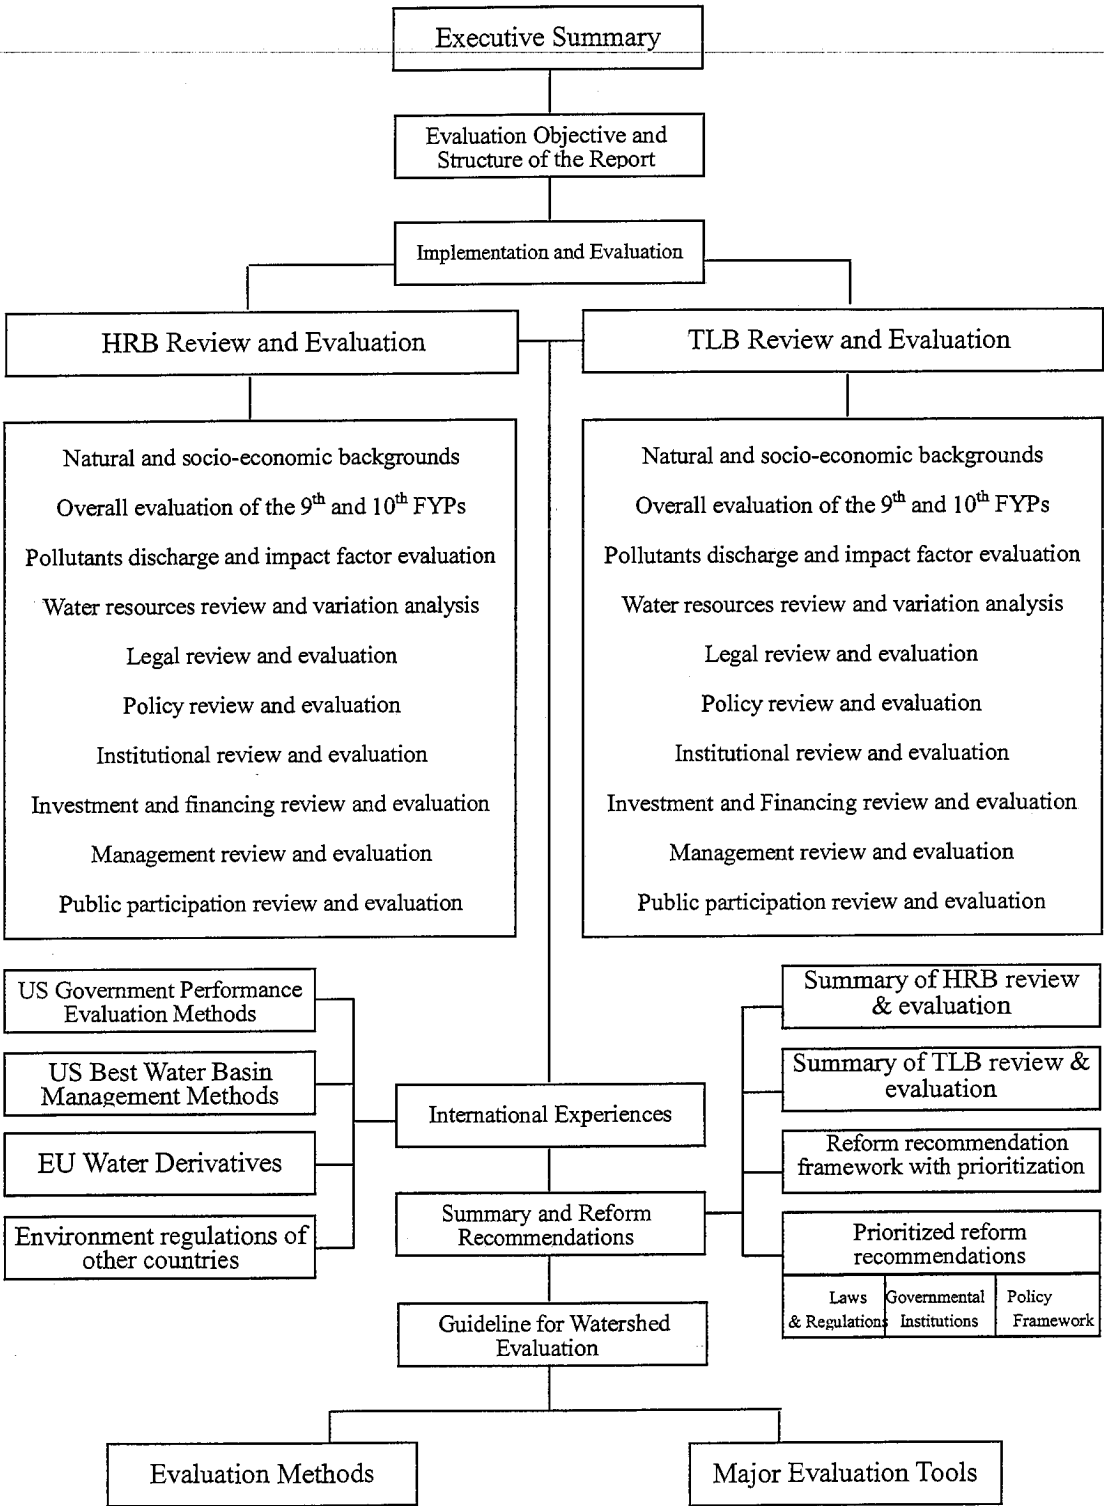 Executive Summary
Evaluation Objective and
Structure of the Report
Implementation and Evaluation
HRB Review and Evaluation
TLB Review and Evaluation
Natural and socio-economic backgrounds
Overall evaluation of the 9th and 10th FYPs
Pollutants discharge and impact factor evaluation
Water resources review and variation analysis
Legal review and evaluation
Policy review and evaluation
Institutional review and evaluation
Investment and financing review and evaluation
Management review and evaluation
Public participation review and evaluation
Natural and socio-economic backgrounds
Overall evaluation of the 9th and 10th FYPs
Pollutants discharge and impact factor evaluation
Water resources review and variation analysis
Legal review and evaluation
Policy review and evaluation
Institutional review and evaluation
Investment and Financing review and evaluation
Management review and evaluation
Public participation review and evaluation
US Government Performance
Evaluation Methods
US Best Water Basin
Management Methods
EU Water Derivatives
Environment regulations of
other countries
International Experiences
Summary and Reform
Recommendations
Summary of HRB review
& evaluation
Summary of TLB review &
evaluation
Reform recommendation
framework with prioritization
Prioritized reform
recommendations
Laws
& Regulations
Governmental
Institutions
Policy
Framework
Guideline for Watershed
Evaluation
Evaluation Methods
Major Evaluation Tools